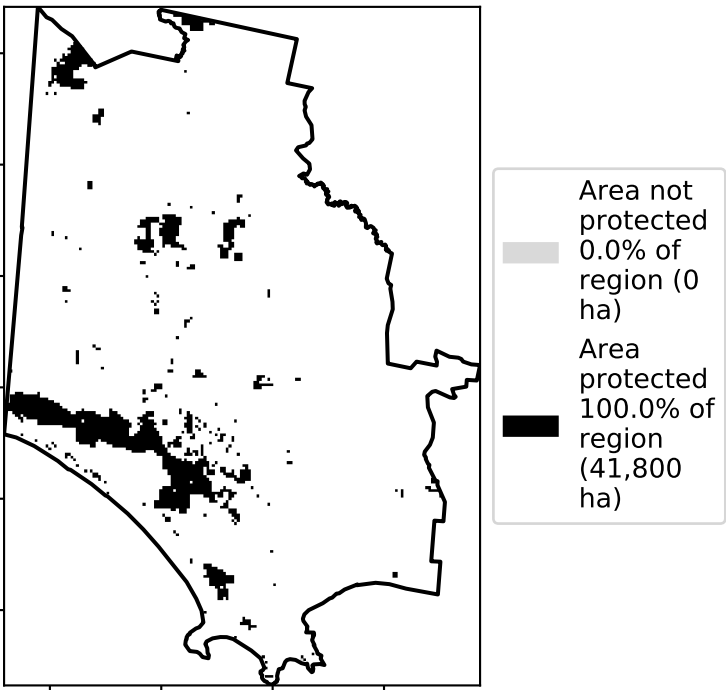 Area not
protected
0.0% of
region (0
ha)
Area
protected
100.0% of
region
(41,800
ha)